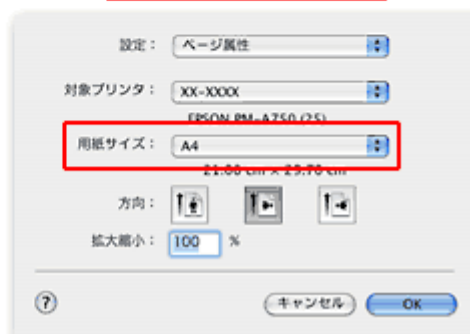 設定： ページ属性
対象プリンタ： XX-XXXX
EPSON PM-A750 (25)
用紙サイズ： A4
21.00 cm × 29.70 cm
方向：
拡大縮小： 100 %
? キャンセル OK